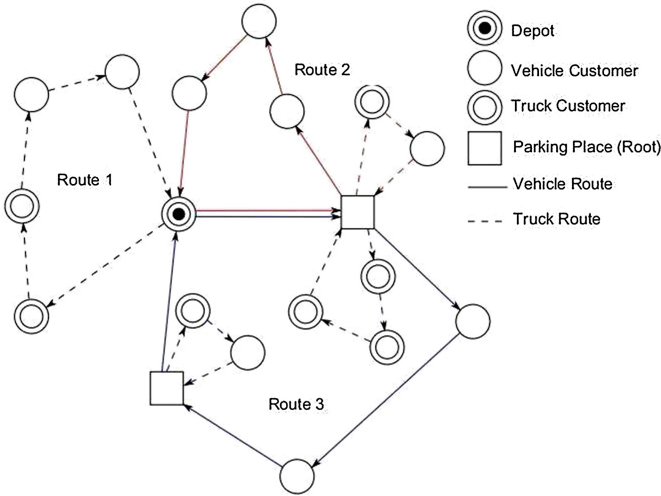 Route 2
Route 1
Route 3
Depot
Vehicle Customer
Truck Customer
Parking Place (Root)
Vehicle Route
Truck Route